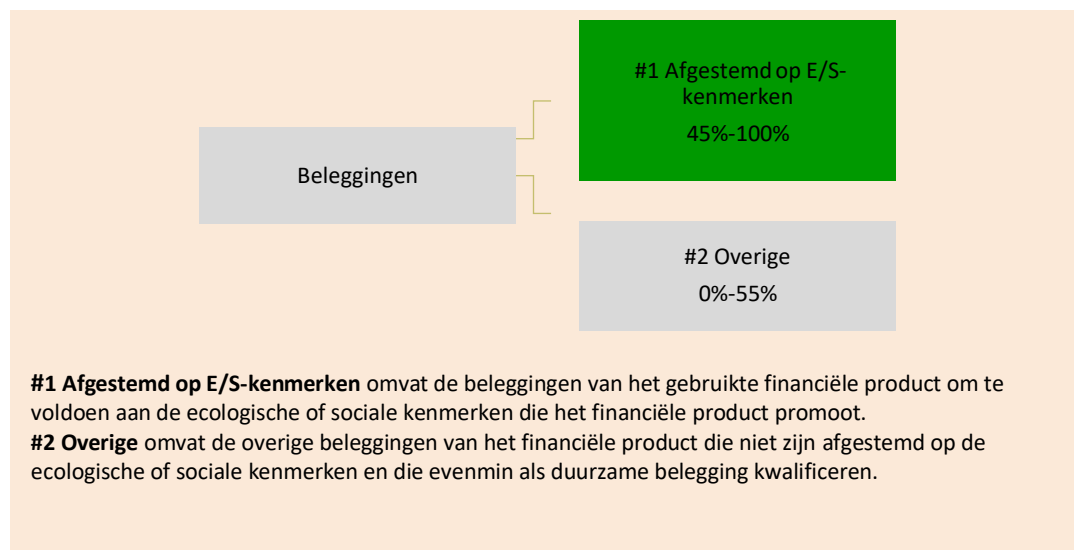 #1 Afgestemd op E/S-
kenmerken
45%-100%
Beleggingen
#2 Overige
0%-55%
#1 Afgestemd op E/S-kenmerken omvat de beleggingen van het gebruikte financiële product om te
voldoen aan de ecologische of sociale kenmerken die het financiële product promoot.
#2 Overige omvat de overige beleggingen van het financiële product die niet zijn afgestemd op de
ecologische of sociale kenmerken en die evenmin als duurzame belegging kwalificeren.